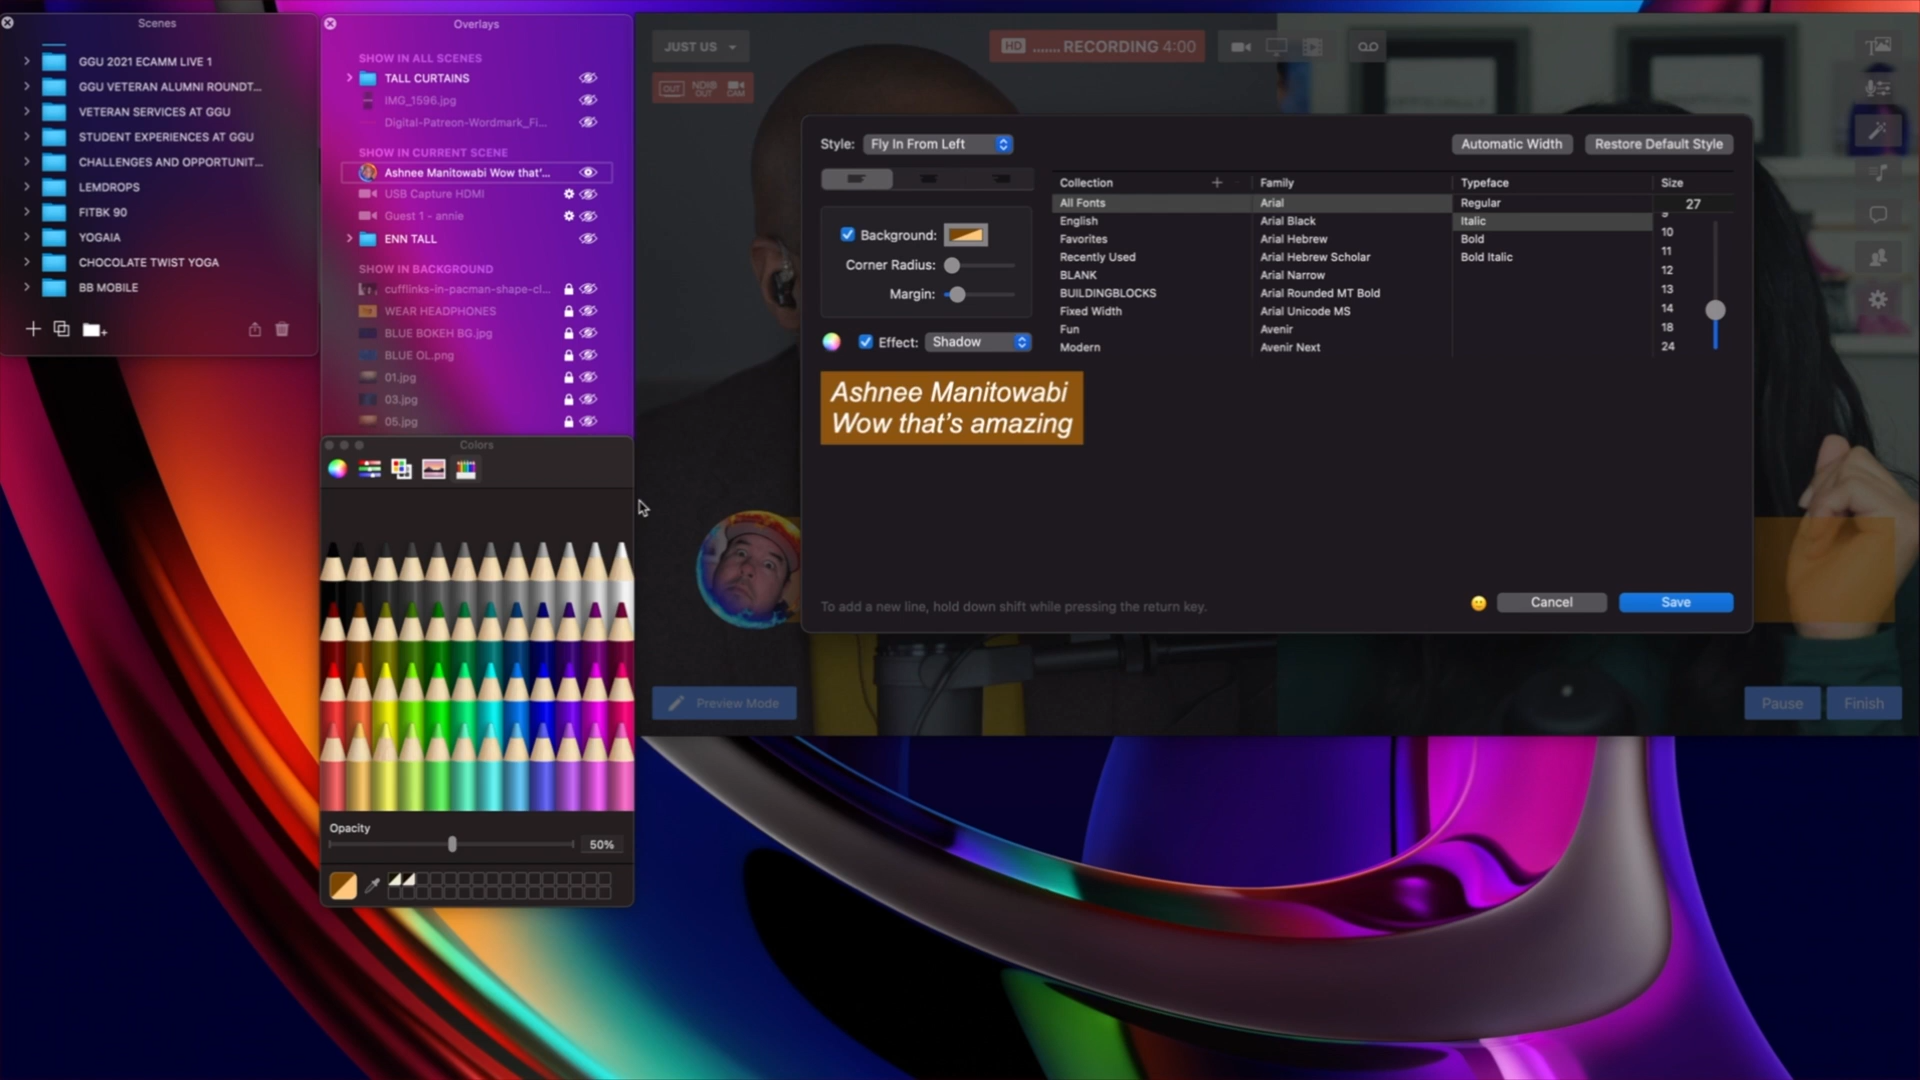 Scenes
GGU 2021 ECAMM LIVE 1
GGU VETERAN ALUMNI ROUNDT...
VETERAN SERVICES AT GGU
STUDENT EXPERIENCES AT GGU
CHALLENGES AND OPPORTUNIT...
LEMDROPS
FITBK 90
YOGAIA
CHOCOLATE TWIST YOGA
BB MOBILE
Overlays
SHOW IN ALL SCENES
TALL CURTAINS
IMG_1596.jpg
Digital-Patreon-Wordmark_Fi...
SHOW IN CURRENT SCENE
Ashnee Manitowabi Wow that'...
USB Capture HDMI
Guest 1 - annie
ENN TALL
SHOW IN BACKGROUND
cufflinks-in-pacman-shape-cl...
WEAR HEADPHONES
BLUE BOKEH BG.jpg
BLUE OL.png
01.jpg
03.jpg
05.jpg
Colors
Opacity
50%
JUST US
HD ....... RECORDING 4:00
OUT NDI® OUT CAM
Style: Fly In From Left
Automatic Width
Restore Default Style
Background:
Corner Radius:
Margin:
Effect: Shadow
Collection
All Fonts
English
Favorites
Recently Used
BLANK
BUILDINGBLOCKS
Fixed Width
Fun
Modern
Family
Arial
Arial Black
Arial Hebrew
Arial Hebrew Scholar
Arial Narrow
Arial Rounded MT Bold
Arial Unicode MS
Avenir
Avenir Next
Typeface
Regular
Italic
Bold
Bold Italic
Size
27
9
10
11
12
13
14
18
24
Ashnee Manitowabi
Wow that's amazing
To add a new line, hold down shift while pressing the return key.
Cancel
Save
Preview Mode
Pause
Finish